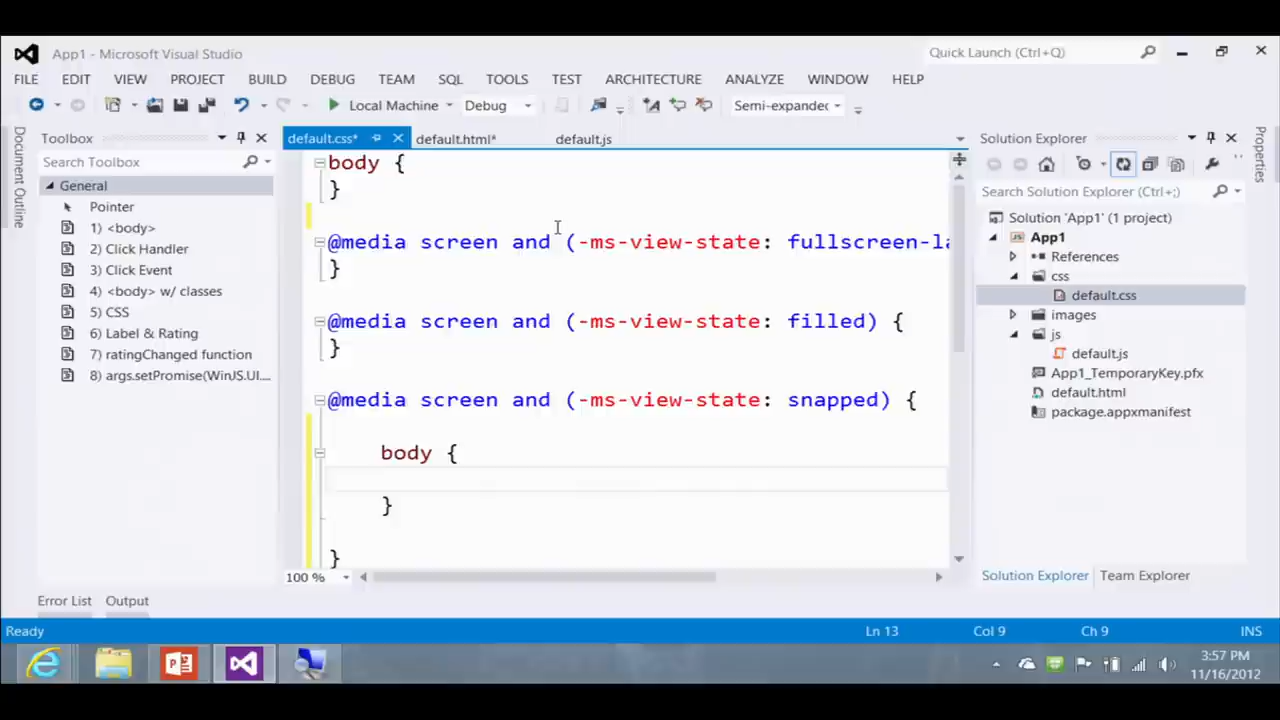 App1 - Microsoft Visual Studio
Quick Launch (Ctrl+Q)
FILE EDIT VIEW PROJECT BUILD DEBUG TEAM SQL TOOLS TEST ARCHITECTURE ANALYZE WINDOW HELP
Local Machine Debug Semi-expanded
Document Outline
Toolbox
Search Toolbox
General
Pointer
1) <body>
2) Click Handler
3) Click Event
4) <body> w/ classes
5) CSS
6) Label & Rating
7) ratingChanged function
8) args.setPromise(WinJS.UI....
default.css* default.html* default.js
body {
}
@media screen and (-ms-view-state: fullscreen-la
}
@media screen and (-ms-view-state: filled) {
}
@media screen and (-ms-view-state: snapped) {
body {
}
}
100 %
Solution Explorer
Search Solution Explorer (Ctrl+;)
Solution 'App1' (1 project)
App1
References
css
default.css
images
js
default.js
App1_TemporaryKey.pfx
default.html
package.appxmanifest
Solution Explorer Team Explorer
Properties
Error List Output
Ready Ln 13 Col 9 Ch 9 INS
3:57 PM
11/16/2012